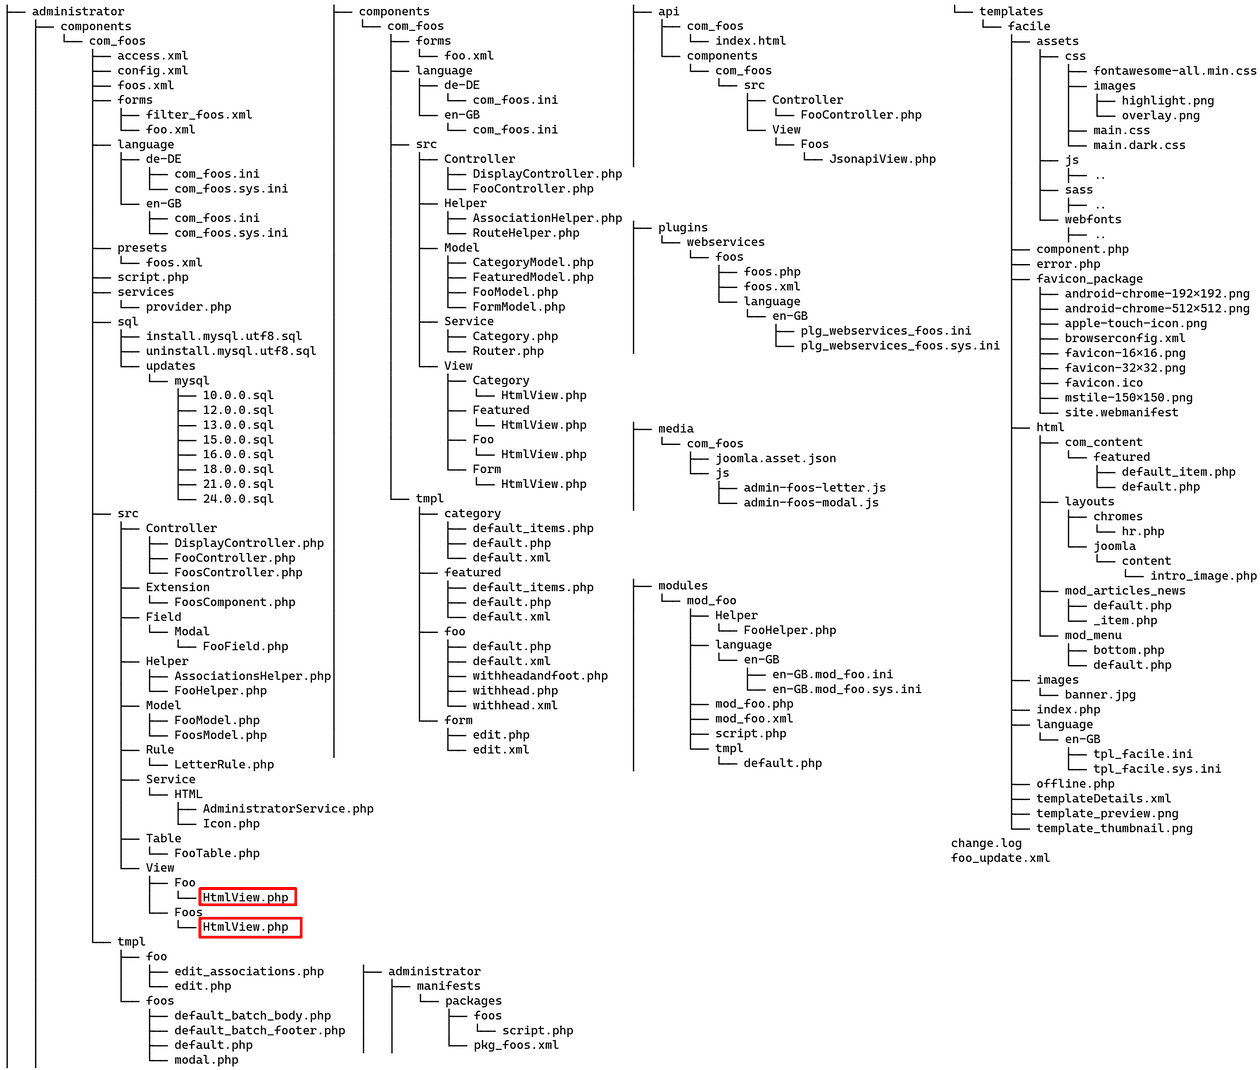 administrator
components
com_foos
access.xml
config.xml
foos.xml
forms
filter_foos.xml
foo.xml
language
de-DE
com_foos.ini
com_foos.sys.ini
en-GB
com_foos.ini
com_foos.sys.ini
presets
foos.xml
script.php
services
provider.php
sql
install.mysql.utf8.sql
uninstall.mysql.utf8.sql
updates
mysql
10.0.0.sql
12.0.0.sql
13.0.0.sql
15.0.0.sql
16.0.0.sql
18.0.0.sql
21.0.0.sql
24.0.0.sql
src
Controller
DisplayController.php
FooController.php
FoosController.php
Extension
FoosComponent.php
Field
Modal
FooField.php
Helper
AssociationsHelper.php
FooHelper.php
Model
FooModel.php
FoosModel.php
Rule
LetterRule.php
Service
HTML
AdministratorService.php
Icon.php
Table
FooTable.php
View
Foo
HtmlView.php
Foos
HtmlView.php
tmpl
foo
edit_associations.php
edit.php
foos
default_batch_body.php
default_batch_footer.php
default.php
modal.php
components
com_foos
forms
foo.xml
language
de-DE
com_foos.ini
en-GB
com_foos.ini
src
Controller
DisplayController.php
FooController.php
Helper
AssociationHelper.php
RouteHelper.php
Model
CategoryModel.php
FeaturedModel.php
FooModel.php
FormModel.php
Service
Category.php
Router.php
View
Category
HtmlView.php
Featured
HtmlView.php
Foo
HtmlView.php
Form
HtmlView.php
tmpl
category
default_items.php
default.php
default.xml
featured
default_items.php
default.php
default.xml
foo
default.php
default.xml
withheadandfoot.php
withhead.php
withhead.xml
form
edit.php
edit.xml
administrator
manifests
packages
foos
script.php
pkg_foos.xml
api
com_foos
index.html
components
com_foos
src
Controller
FooController.php
View
Foos
JsonapiView.php
plugins
webservices
foos
foos.php
foos.xml
language
en-GB
plg_webservices_foos.ini
plg_webservices_foos.sys.ini
media
com_foos
joomla.asset.json
js
admin-foos-letter.js
admin-foos-modal.js
modules
mod_foo
Helper
FooHelper.php
language
en-GB
en-GB.mod_foo.ini
en-GB.mod_foo.sys.ini
mod_foo.php
mod_foo.xml
script.php
tmpl
default.php
templates
facile
assets
css
fontawesome-all.min.css
images
highlight.png
overlay.png
main.css
main.dark.css
js
..
sass
..
webfonts
..
component.php
error.php
favicon_package
android-chrome-192×192.png
android-chrome-512×512.png
apple-touch-icon.png
browserconfig.xml
favicon-16×16.png
favicon-32×32.png
favicon.ico
mstile-150×150.png
site.webmanifest
html
com_content
featured
default_item.php
default.php
layouts
chromes
hr.php
joomla
content
intro_image.php
mod_articles_news
default.php
_item.php
mod_menu
bottom.php
default.php
images
banner.jpg
index.php
language
en-GB
tpl_facile.ini
tpl_facile.sys.ini
offline.php
templateDetails.xml
template_preview.png
template_thumbnail.png
change.log
foo_update.xml